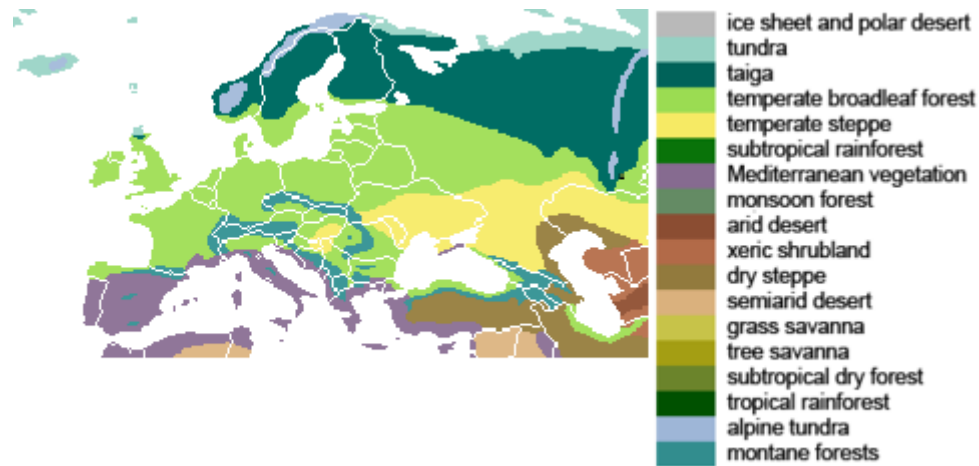 ice sheet and polar desert
tundra
taiga
temperate broadleaf forest
temperate steppe
subtropical rainforest
Mediterranean vegetation
monsoon forest
arid desert
xeric shrubland
dry steppe
semiarid desert
grass savanna
tree savanna
subtropical dry forest
tropical rainforest
alpine tundra
montane forests